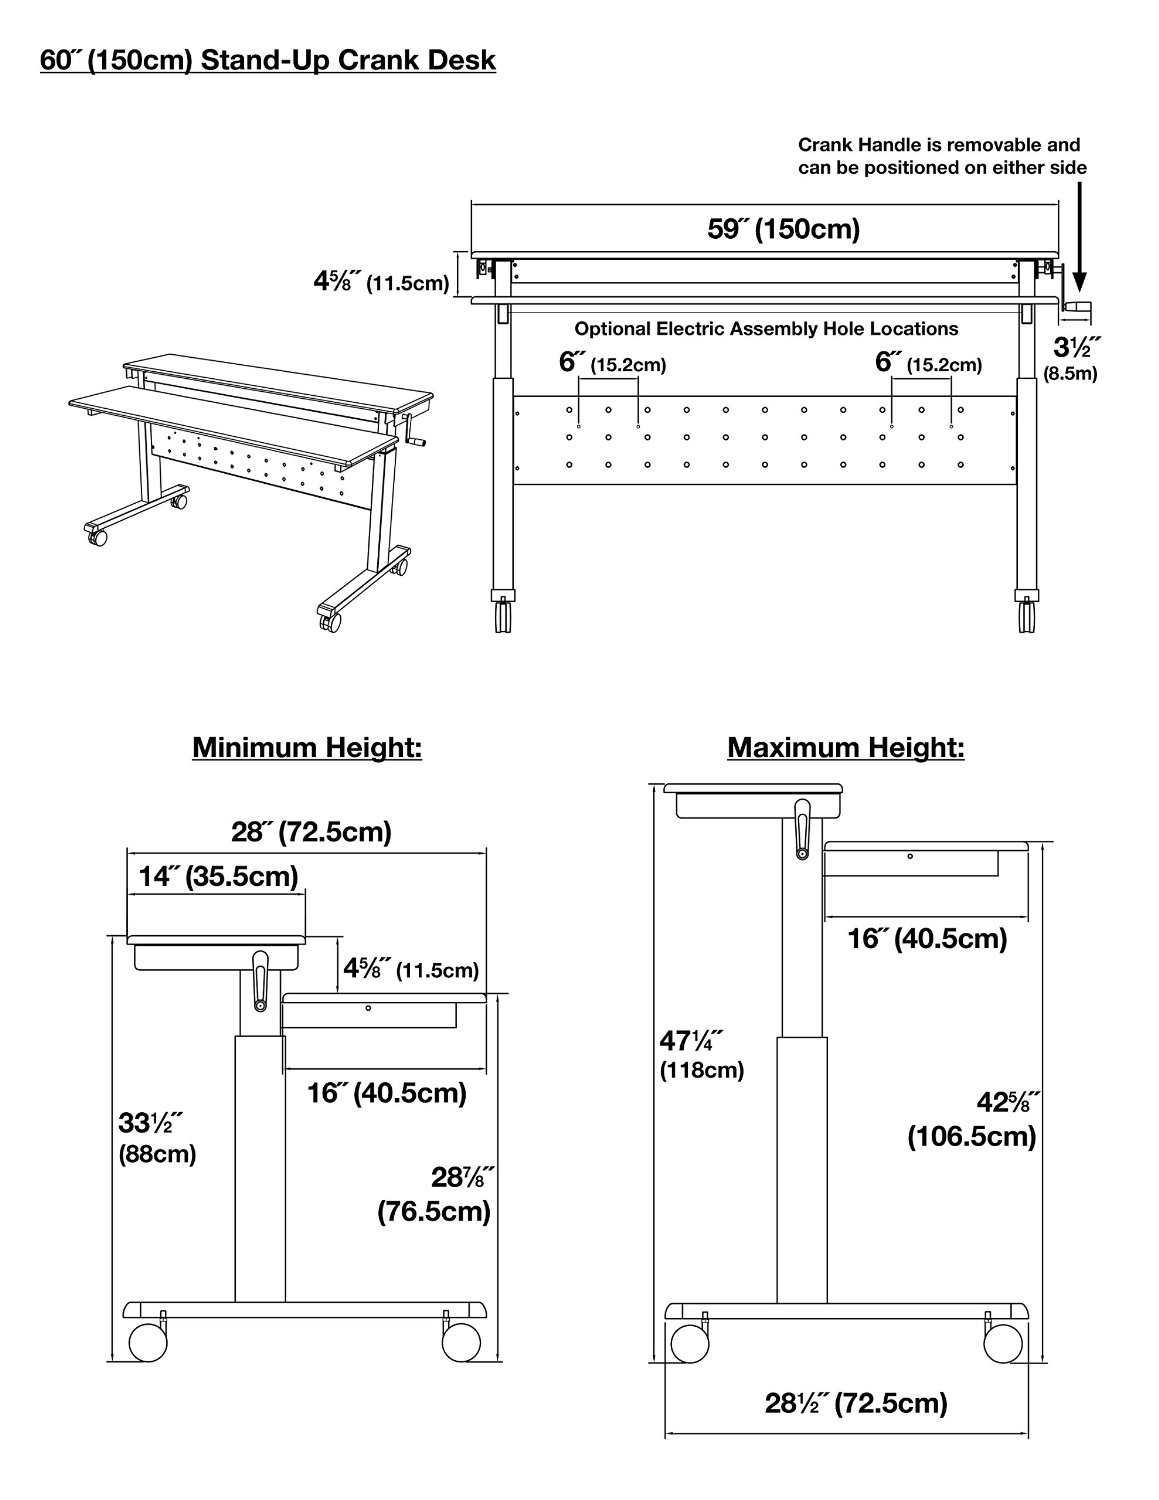 60″ (150cm) Stand-Up Crank Desk
Crank Handle is removable and
can be positioned on either side
59″ (150cm)
4⅝″ (11.5cm)
Optional Electric Assembly Hole Locations
6″ (15.2cm)
6″ (15.2cm)
3½″
(8.5m)
Minimum Height:
28″ (72.5cm)
14″ (35.5cm)
4⅝″ (11.5cm)
16″ (40.5cm)
33½″
(88cm)
28⅞″
(76.5cm)
Maximum Height:
16″ (40.5cm)
47¼″
(118cm)
42⅝″
(106.5cm)
28½″ (72.5cm)